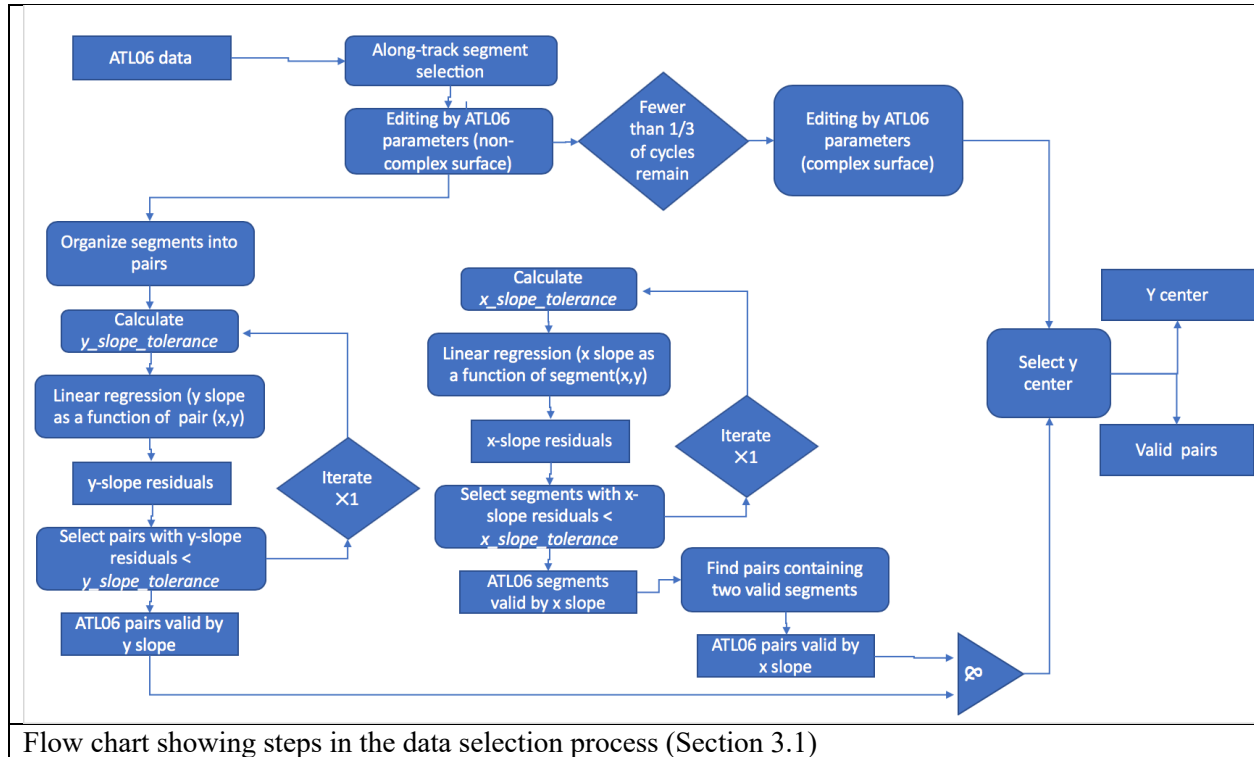 ATL06 data
Along-track segment
selection
Editing by ATL06
parameters (non-
complex surface)
Fewer
than 1/3
of cycles
remain
Editing by ATL06
parameters
(complex surface)
Organize segments into
pairs
Calculate
y_slope_tolerance
Linear regression (y slope
as a function of pair (x,y)
y-slope residuals
Select pairs with y-slope
residuals <
y_slope_tolerance
ATL06 pairs valid by
y slope
Iterate
×1
Calculate
x_slope_tolerance
Linear regression (x slope as
a function of segment(x,y)
x-slope residuals
Select segments with x-
slope residuals <
x_slope_tolerance
ATL06 segments
valid by x slope
Iterate
×1
Find pairs containing
two valid segments
ATL06 pairs valid by
x slope
&
Select y
center
Y center
Valid pairs
Flow chart showing steps in the data selection process (Section 3.1)